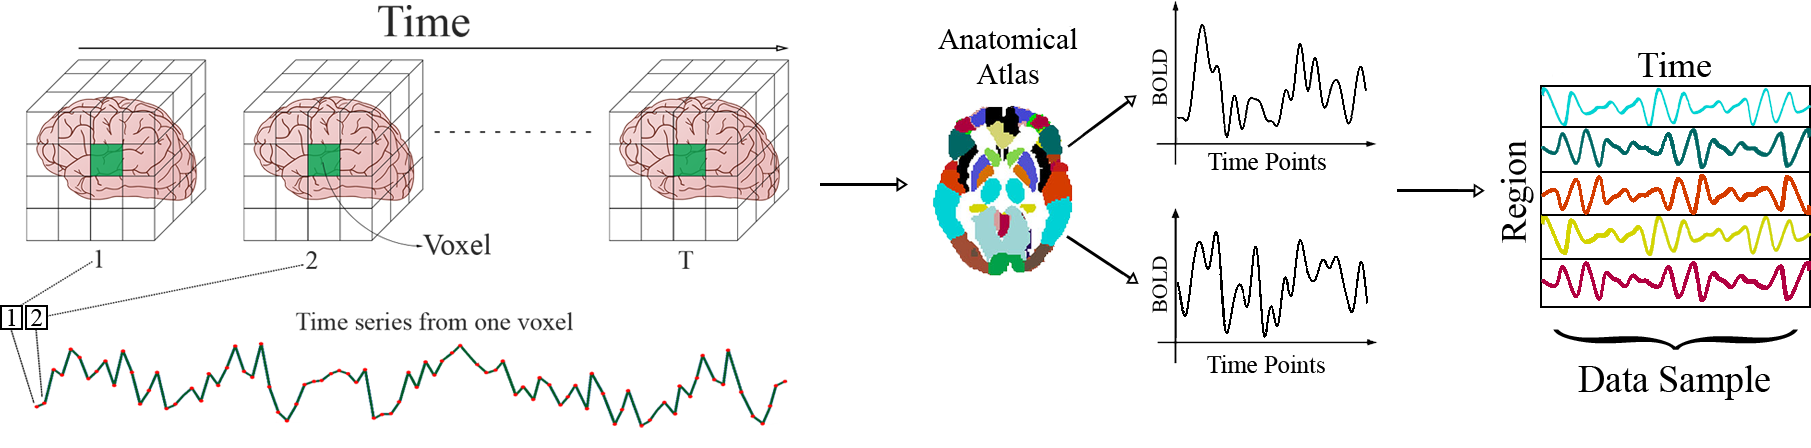 Time
1
2
T
Voxel
1
2
Time series from one voxel
Anatomical
Atlas
BOLD
Time Points
BOLD
Time Points
Time
Region
Data Sample